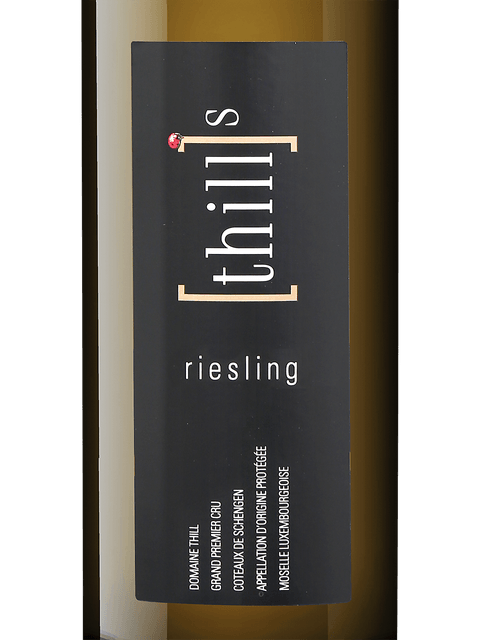 [thill]s
riesling
DOMAINE THILL
GRAND PREMIER CRU
COTEAUX DE SCHENGEN
APPELLATION D'ORIGINE PROTÉGÉE
MOSELLE LUXEMBOURGEOISE